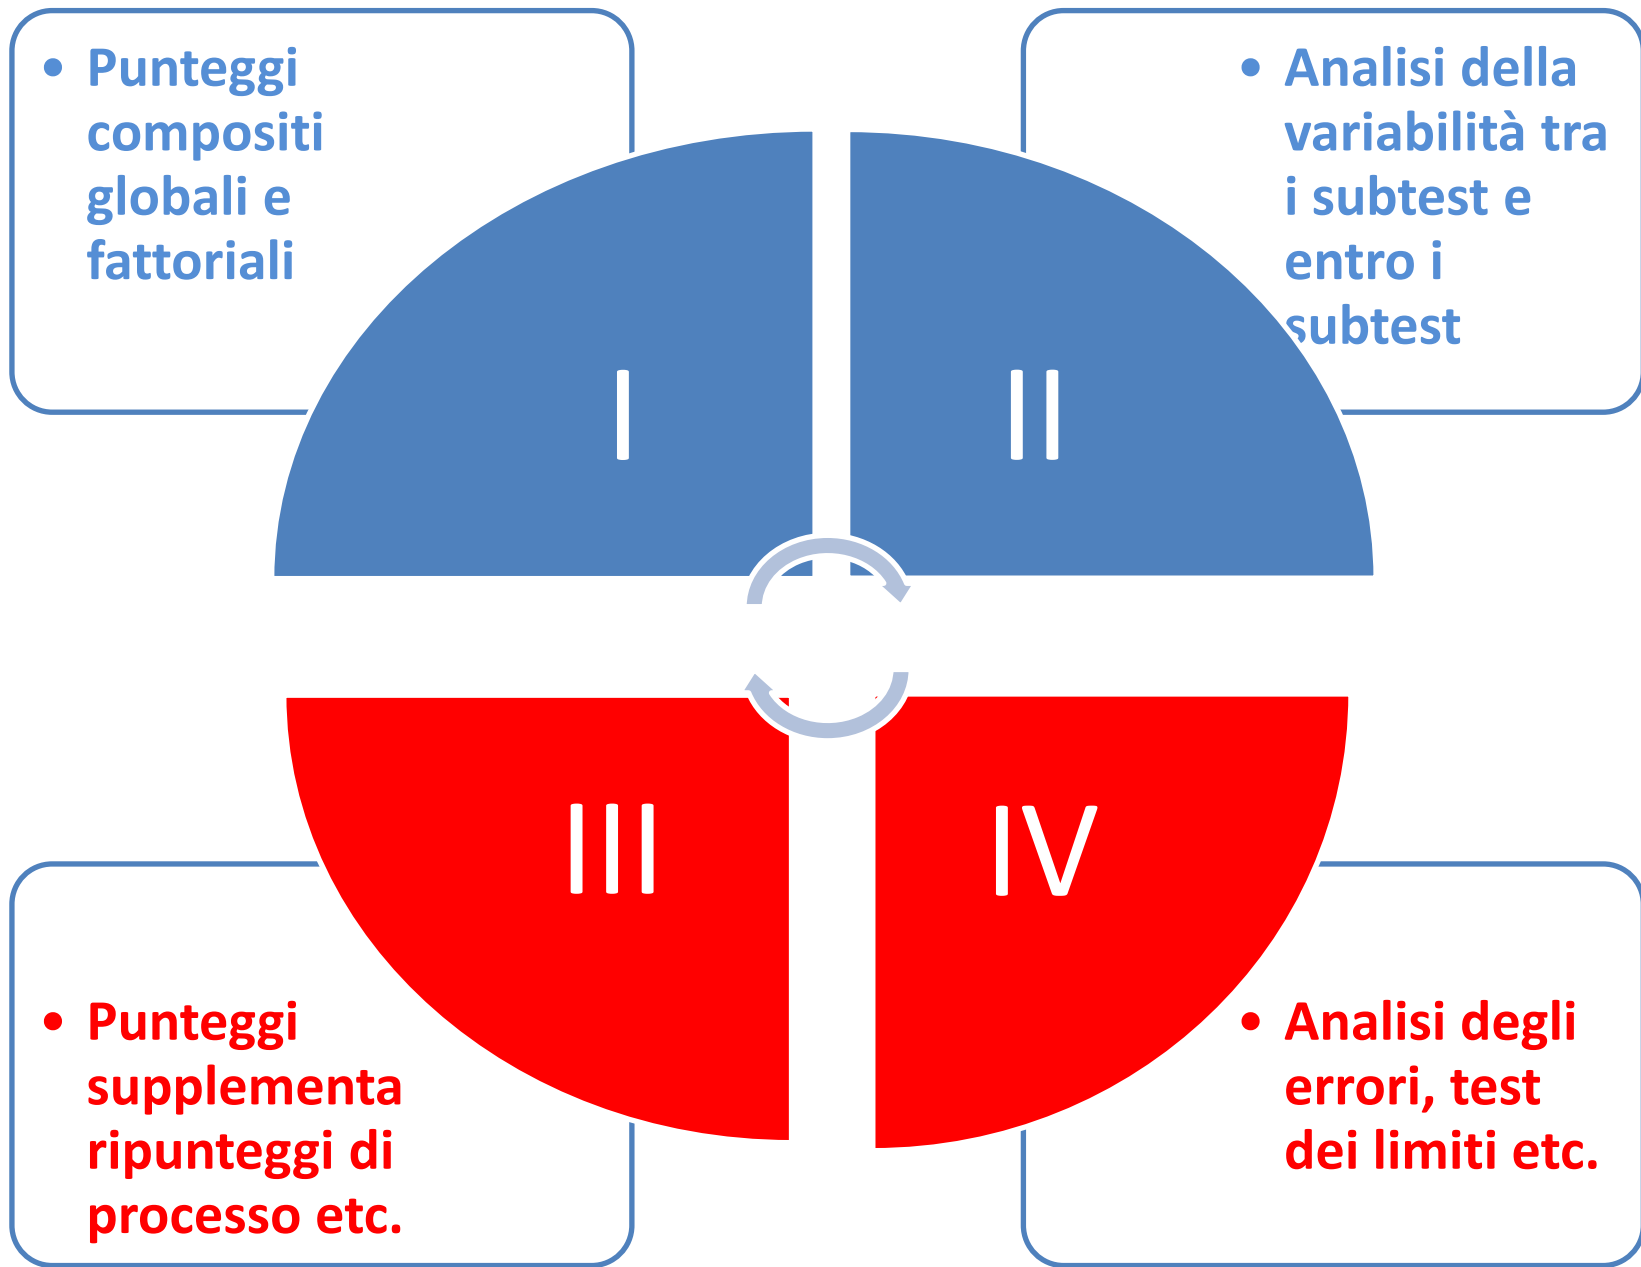 • Punteggi
compositi
globali e
fattoriali
• Analisi della
variabilità tra
i subtest e
entro i
subtest
I
II
III
IV
• Punteggi
supplementa
ripunteggi di
processo etc.
• Analisi degli
errori, test
dei limiti etc.